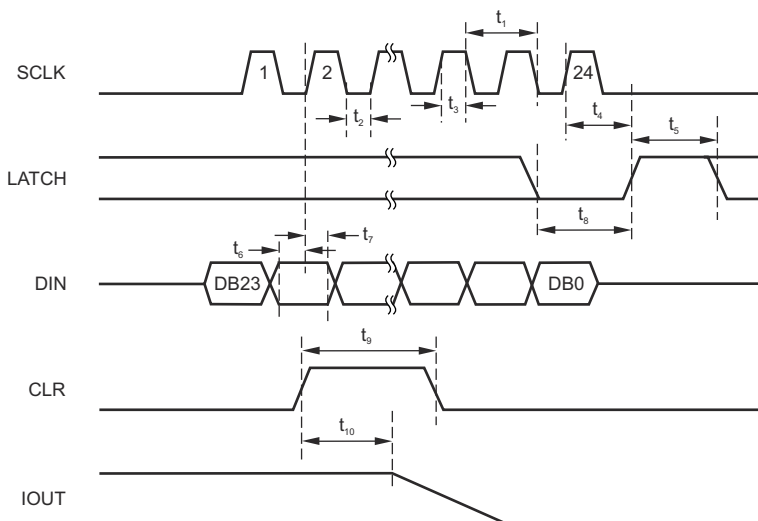 t₁
SCLK
1
2
24
t₂
t₃
t₄
t₅
LATCH
t₈
t₆
t₇
DIN
DB23
DB0
t₉
CLR
t₁₀
IOUT